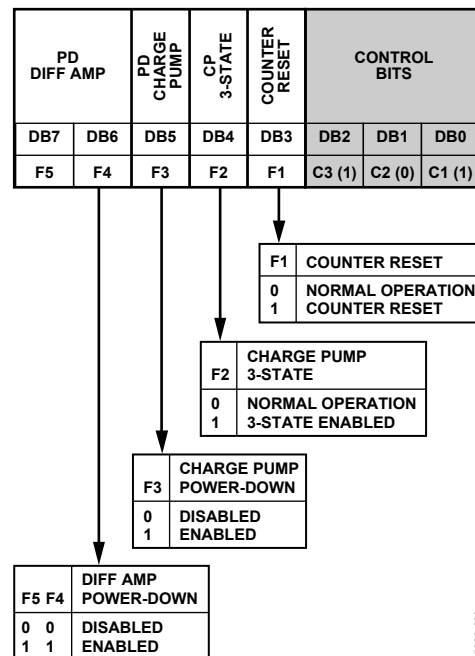 PD
DIFF AMP
PD
CHARGE
PUMP
CP
3-STATE
COUNTER
RESET
CONTROL
BITS
DB7 DB6 DB5 DB4 DB3 DB2 DB1 DB0
F5 F4 F3 F2 F1 C3 (1) C2 (0) C1 (1)
F1 COUNTER RESET
0 NORMAL OPERATION
1 COUNTER RESET
CHARGE PUMP
F2 3-STATE
0 NORMAL OPERATION
1 3-STATE ENABLED
CHARGE PUMP
F3 POWER-DOWN
0 DISABLED
1 ENABLED
DIFF AMP
F5 F4 POWER-DOWN
0 0 DISABLED
1 1 ENABLED